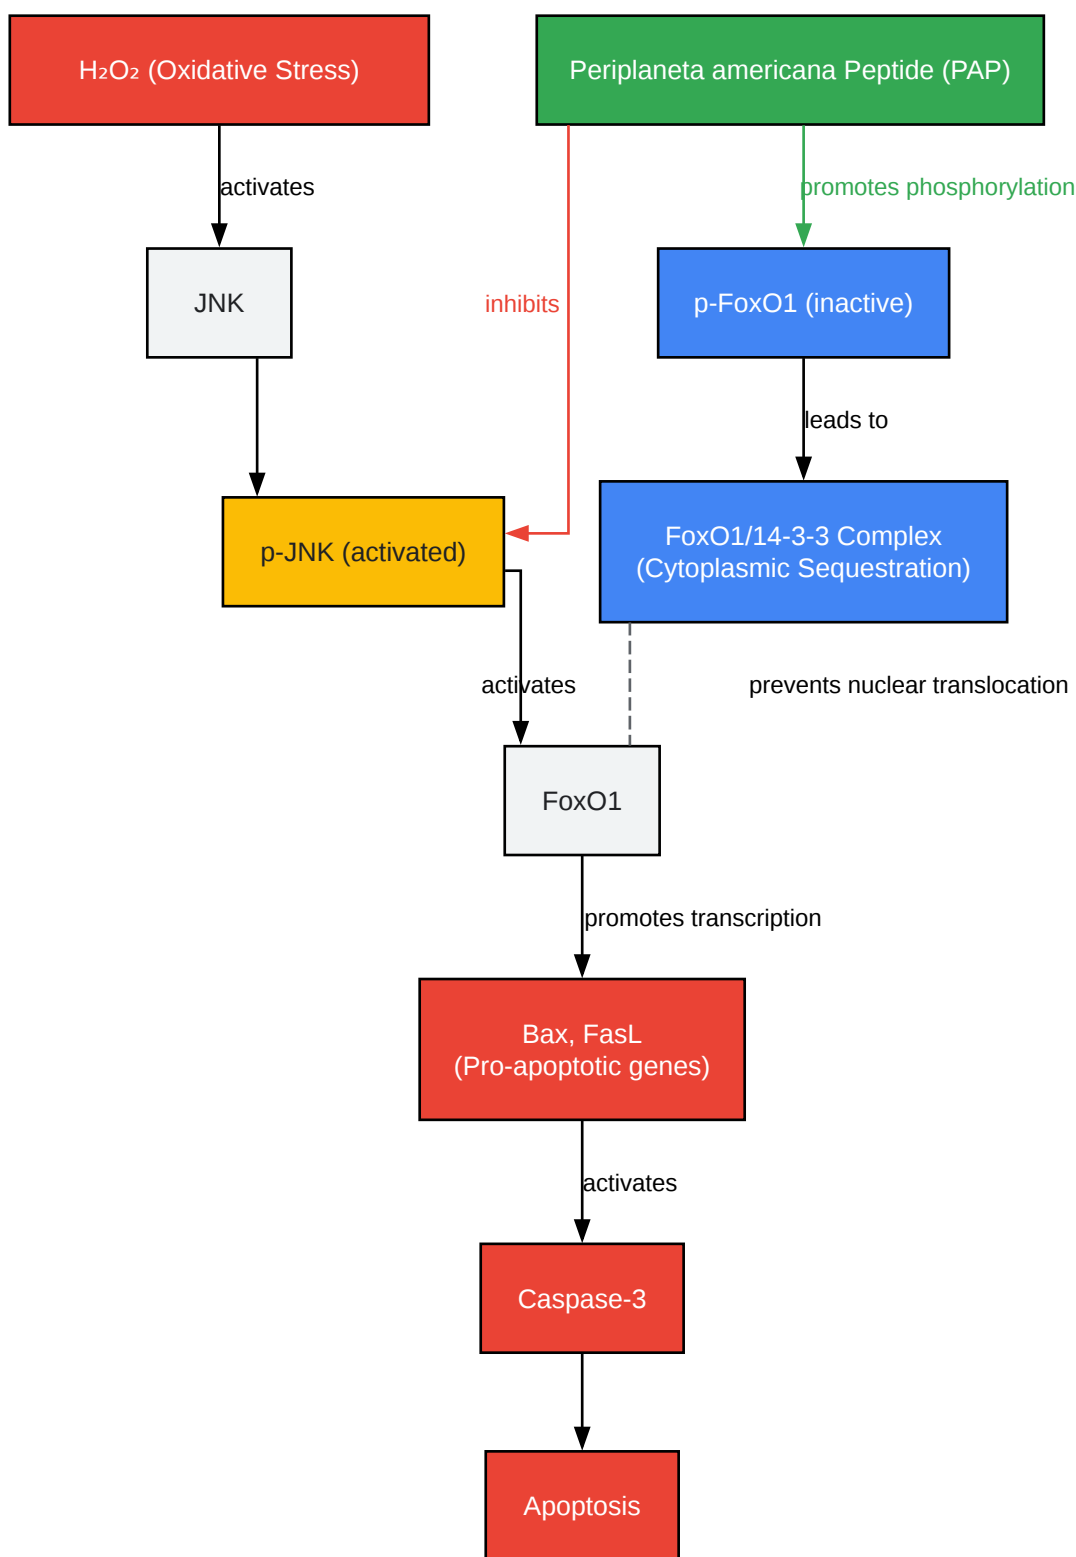 H₂O₂ (Oxidative Stress)
Periplaneta americana Peptide (PAP)
activates
promotes phosphorylation
JNK
inhibits
p-FoxO1 (inactive)
leads to
p-JNK (activated)
FoxO1/14-3-3 Complex
(Cytoplasmic Sequestration)
activates
prevents nuclear translocation
FoxO1
promotes transcription
Bax, FasL
(Pro-apoptotic genes)
activates
Caspase-3
Apoptosis